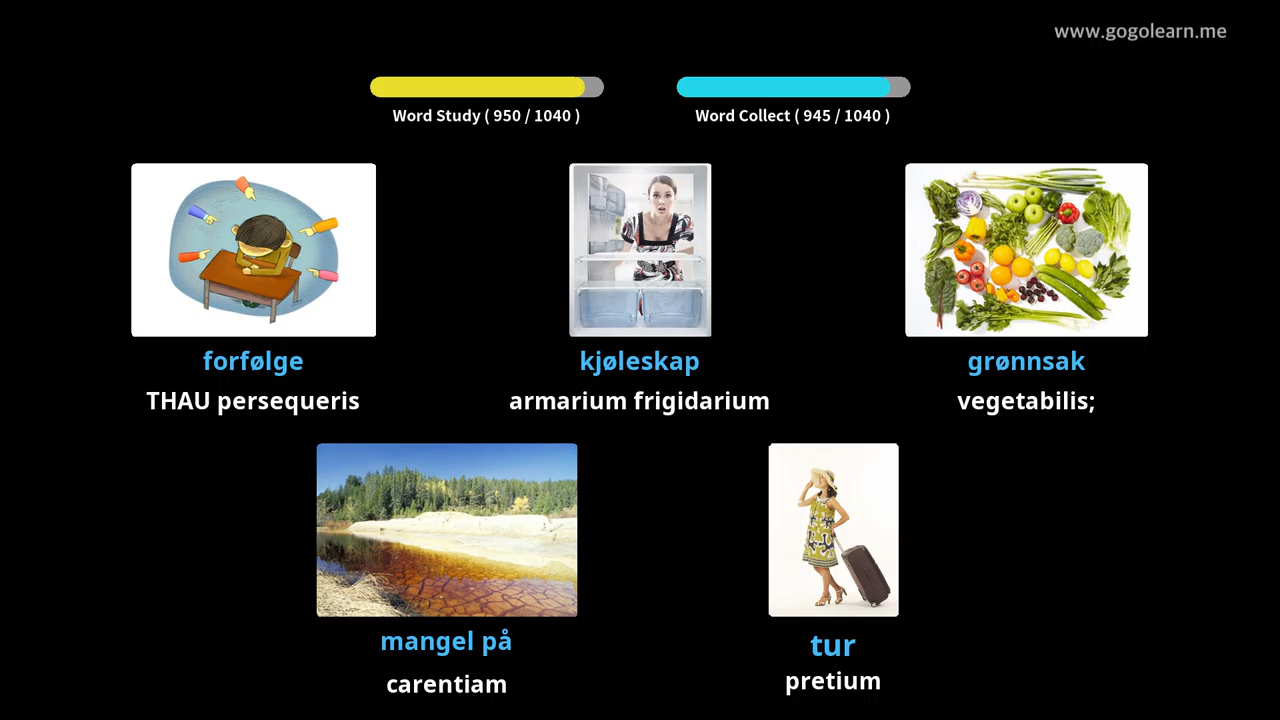 www.gogolearn.me
Word Study ( 950 / 1040 )
Word Collect ( 945 / 1040 )
forfølge
kjøleskap
grønnsak
THAU persequeris
armarium frigidarium
vegetabilis;
mangel på
tur
carentiam
pretium